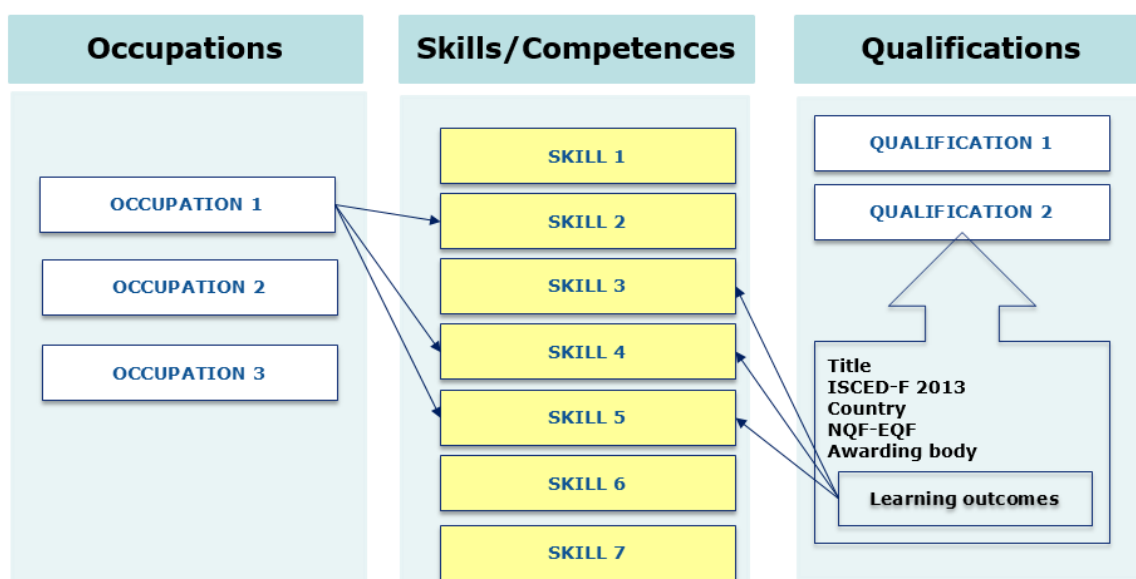 Occupations
Skills/Competences
Qualifications
OCCUPATION 1
OCCUPATION 2
OCCUPATION 3
SKILL 1
SKILL 2
SKILL 3
SKILL 4
SKILL 5
SKILL 6
SKILL 7
QUALIFICATION 1
QUALIFICATION 2
Title
ISCED-F 2013
Country
NQF-EQF
Awarding body
Learning outcomes